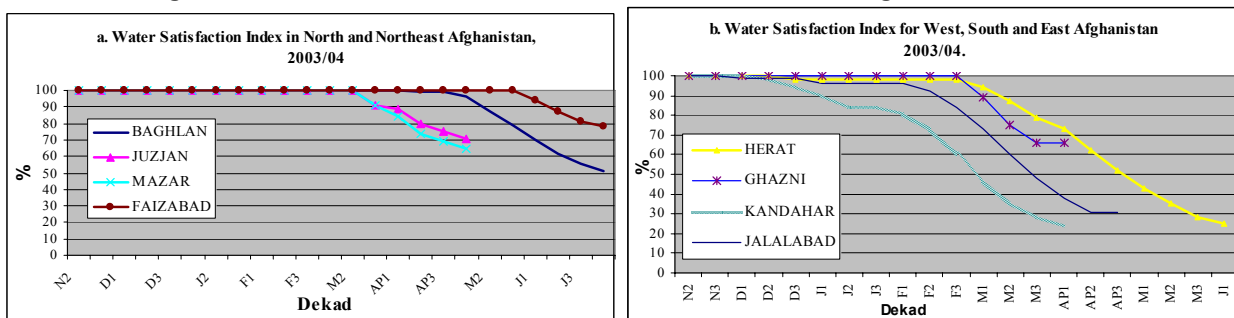 a. Water Satisfaction Index in North and Northeast Afghanistan,
2003/04
100
90
80
70
60
50
40
30
20
10
0
%
BAGHLAN
JUZJAN
MAZAR
FAIZABAD
N2 D1 D3 J2 F1 F3 M2 AP1 AP3 M2 J1 J3
Dekad
b. Water Satisfaction Index for West, South and East Afghanistan
2003/04.
100
90
80
70
60
50
40
30
20
10
0
%
HERAT
GHAZNI
KANDAHAR
JALALABAD
N2 N3 D1 D2 D3 J1 J2 J3 F1 F2 F3 M1 M2 M3 AP1 AP2 AP3 M1 M2 M3 J1
Dekad